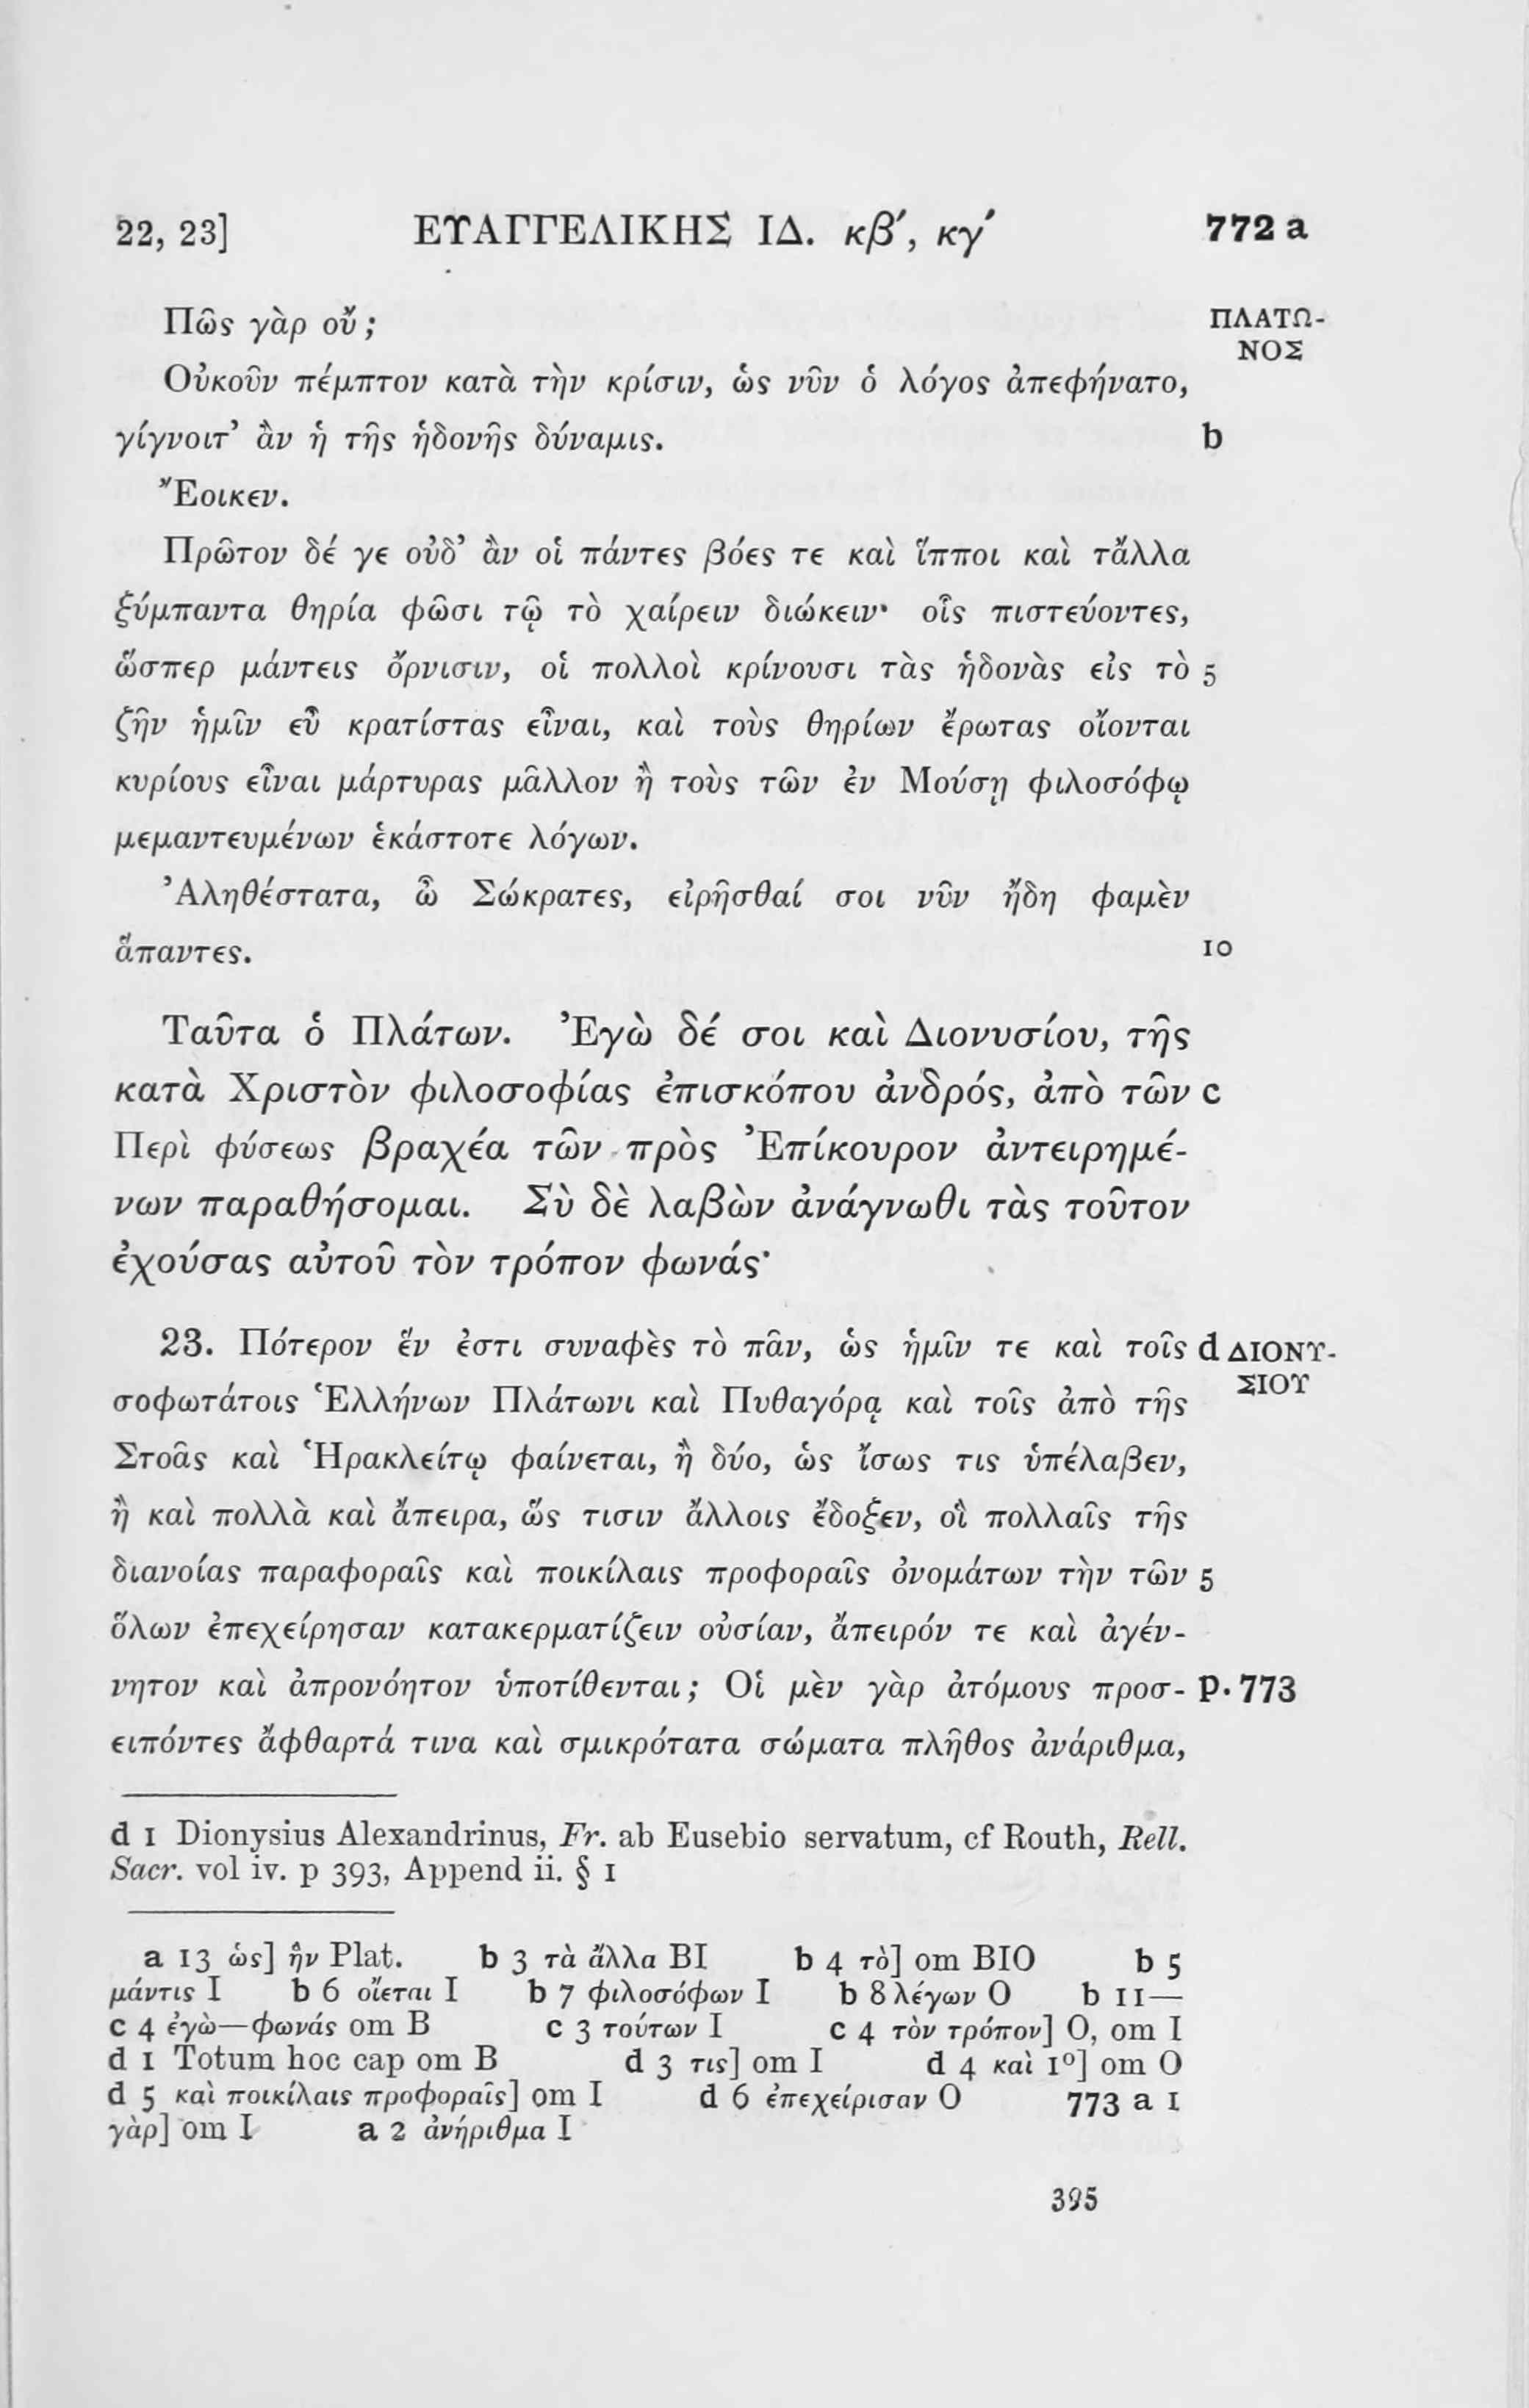 22, 23] ΕΥΑΓΓΕΛΙΚΗΣ ΙΔ. κβ´, κγ´ 772 a
Πῶς γὰρ οὔ; ΠΛΑΤΩ-
ΝΟΣ
Οὐκοῦν πέμπτον κατὰ τὴν κρίσιν, ὡς νῦν ὁ λόγος ἀπεφήνατο,
γίγνοιτ᾽ ἂν ἡ τῆς ἡδονῆς δύναμις. b
Ἔοικεν.
Πρῶτον δέ γε οὐδ᾽ ἂν οἱ πάντες βόες τε καὶ ἵπποι καὶ τἄλλα
ξύμπαντα θηρία φῶσι τῷ τὸ χαίρειν διώκειν· οἷς πιστεύοντες,
ὥσπερ μάντεις ὄρνισιν, οἱ πολλοὶ κρίνουσι τὰς ἡδονὰς εἰς τὸ 5
ζῆν ἡμῖν εὖ κρατίστας εἶναι, καὶ τοὺς θηρίων ἔρωτας οἴονται
κυρίους εἶναι μάρτυρας μᾶλλον ἢ τοὺς τῶν ἐν Μούσῃ φιλοσόφῳ
μεμαντευμένων ἑκάστοτε λόγων.
Ἀληθέστατα, ὦ Σώκρατες, εἰρῆσθαί σοι νῦν ἤδη φαμὲν
ἅπαντες. 10
Ταῦτα ὁ Πλάτων. Ἐγὼ δέ σοι καὶ Διονυσίου, τῆς
κατὰ Χριστὸν φιλοσοφίας ἐπισκόπου ἀνδρός, ἀπὸ τῶν c
Περὶ φύσεως βραχέα τῶν πρὸς Ἐπίκουρον ἀντειρημέ-
νων παραθήσομαι. Σὺ δὲ λαβὼν ἀνάγνωθι τὰς τοῦτον
ἐχούσας αὐτοῦ τὸν τρόπον φωνάς·
23. Πότερον ἕν ἐστι συναφὲς τὸ πᾶν, ὡς ἡμῖν τε καὶ τοῖς d ΔΙΟΝΥ-
σοφωτάτοις Ἑλλήνων Πλάτωνι καὶ Πυθαγόρᾳ καὶ τοῖς ἀπὸ τῆς ΣΙΟΥ
Στοᾶς καὶ Ἡρακλείτῳ φαίνεται, ἢ δύο, ὡς ἴσως τις ὑπέλαβεν,
ἢ καὶ πολλὰ καὶ ἄπειρα, ὥς τισιν ἄλλοις ἔδοξεν, οἳ πολλαῖς τῆς
διανοίας παραφοραῖς καὶ ποικίλαις προφοραῖς ὀνομάτων τὴν τῶν 5
ὅλων ἐπεχείρησαν κατακερματίζειν οὐσίαν, ἄπειρόν τε καὶ ἀγέν-
νητον καὶ ἀπρονόητον ὑποτίθενται; Οἱ μὲν γὰρ ἀτόμους προσ- p. 773
ειπόντες ἄφθαρτά τινα καὶ σμικρότατα σώματα πλῆθος ἀνάριθμα,
d 1 Dionysius Alexandrinus, Fr. ab Eusebio servatum, cf Routh, Rell.
Sacr. vol iv. p 393, Append ii. § 1
a 13 ὡς] ἣν Plat. b 3 τὰ ἄλλα BI b 4 τὸ] om BIO b 5
μάντις I b 6 οἴεται I b 7 φιλοσόφων I b 8 λέγων O b 11—
c 4 ἐγὼ—φωνάς om B c 3 τούτων I c 4 τὸν τρόπον] O, om I
d 1 Totum hoc cap om B d 3 τις] om I d 4 καὶ 1º] om O
d 5 καὶ ποικίλαις προφοραῖς] om I d 6 ἐπεχείρισαν O 773 a 1
γὰρ] om I a 2 ἀνήριθμα I
395